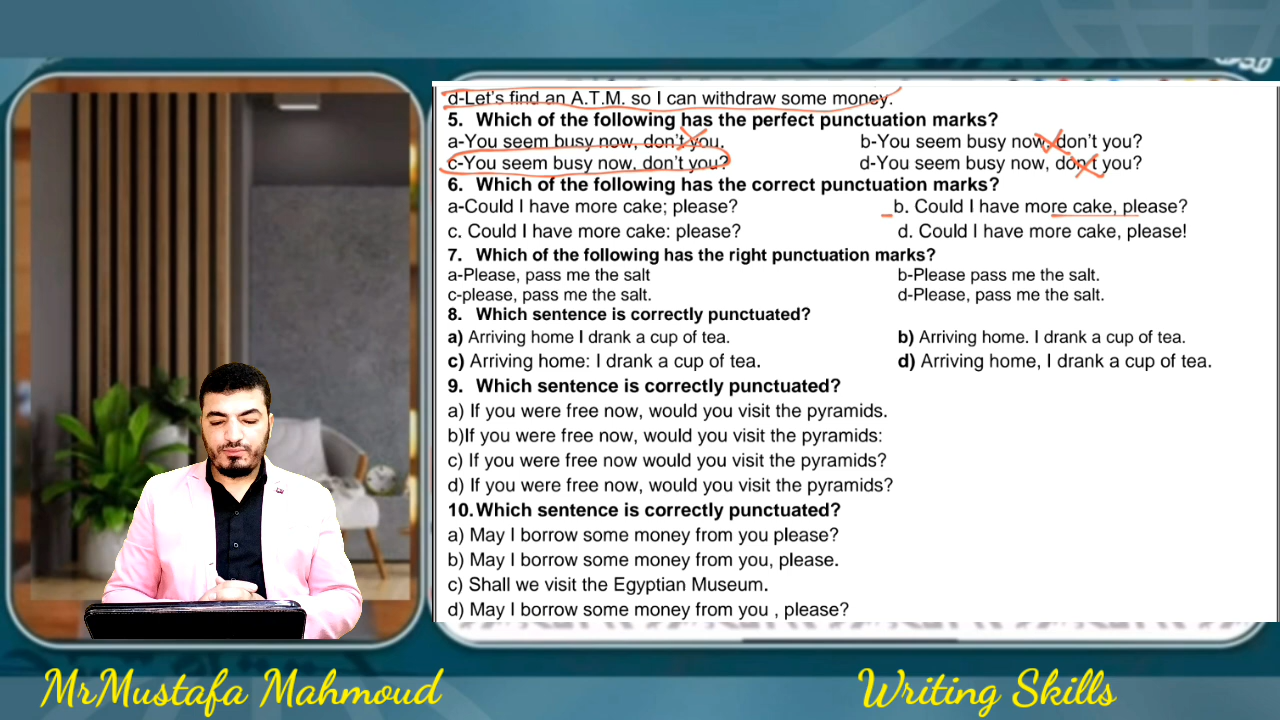 d-Let's find an A.T.M. so I can withdraw some money.
5. Which of the following has the perfect punctuation marks?
a-You seem busy now, don't you. b-You seem busy now. don't you?
c-You seem busy now, don't you? d-You seem busy now, dont you?
6. Which of the following has the correct punctuation marks?
a-Could I have more cake; please? b. Could I have more cake, please?
c. Could I have more cake: please? d. Could I have more cake, please!
7. Which of the following has the right punctuation marks?
a-Please, pass me the salt b-Please pass me the salt.
c-please, pass me the salt. d-Please, pass me the salt.
8. Which sentence is correctly punctuated?
a) Arriving home I drank a cup of tea. b) Arriving home. I drank a cup of tea.
c) Arriving home: I drank a cup of tea. d) Arriving home, I drank a cup of tea.
9. Which sentence is correctly punctuated?
a) If you were free now, would you visit the pyramids.
b)If you were free now, would you visit the pyramids:
c) If you were free now would you visit the pyramids?
d) If you were free now, would you visit the pyramids?
10. Which sentence is correctly punctuated?
a) May I borrow some money from you please?
b) May I borrow some money from you, please.
c) Shall we visit the Egyptian Museum.
d) May I borrow some money from you , please?
MrMustafa Mahmoud Writing Skills